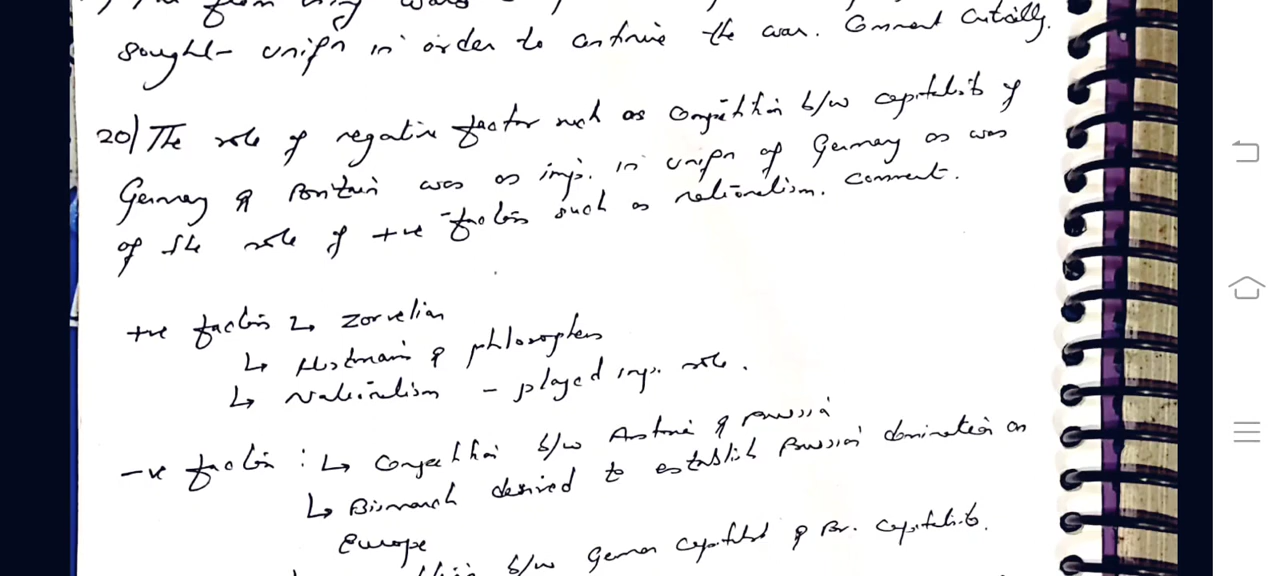 sought unifn in order to continue the war. Comment Critically.
20) The role of negative factor such as Competition b/w capitalists of
Germany & Britain was as imp. in unifn of Germany as was
of the role of +ve factors such as nationalism. Comment.
+ve factors ↳ Zollverein
↳ Historians & philosophers
↳ Nationalism - played imp. role.
-ve factors : ↳ Competition b/w Austria & Prussia
↳ Bismarck desired to establish Prussian domination on
Europe
b/w German capitalist & Br. Capitalists.